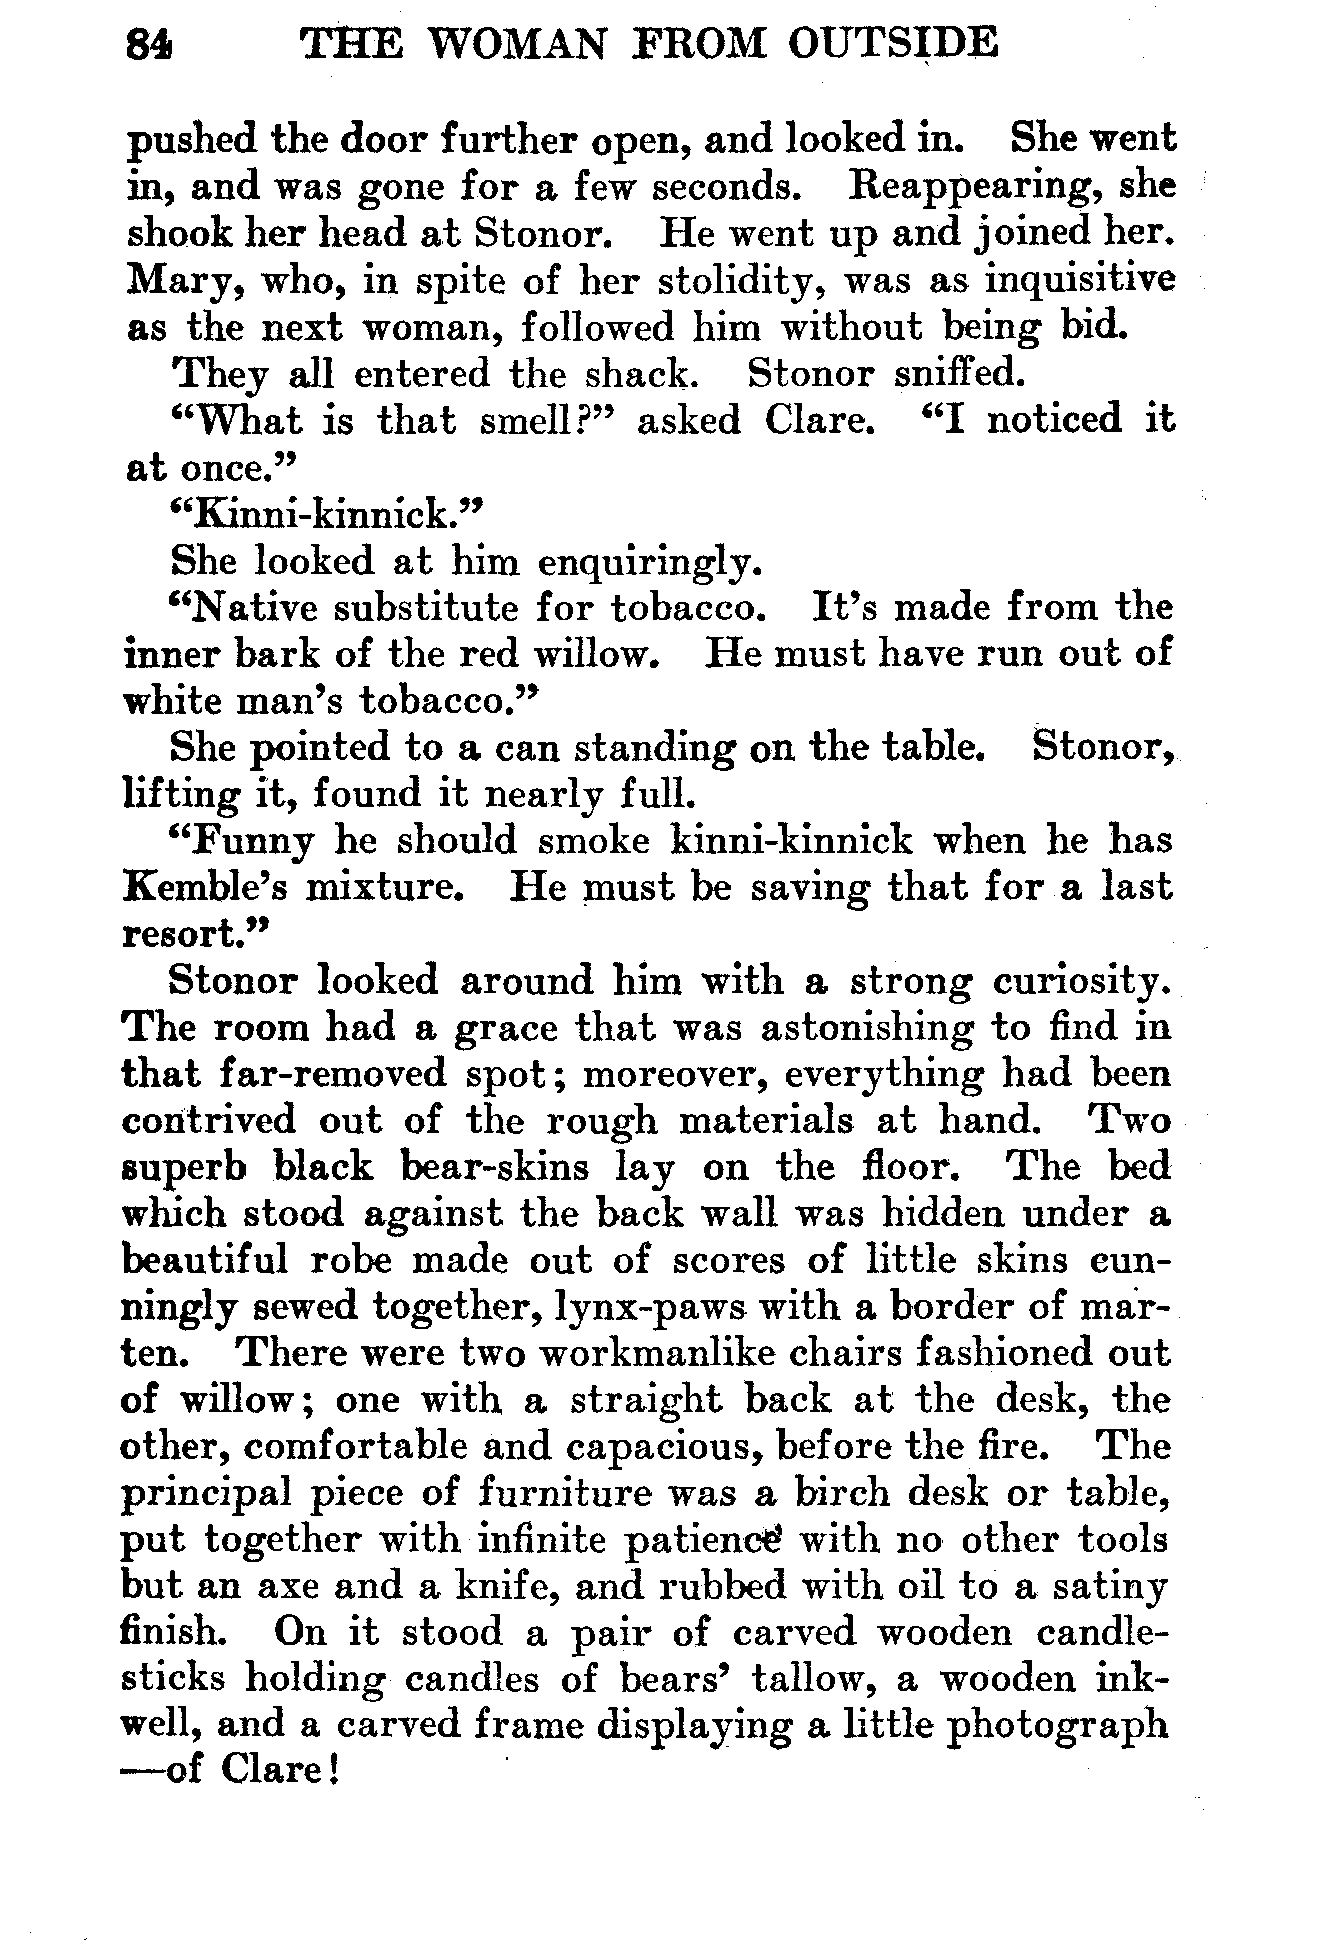 84 THE WOMAN FROM OUTSIDE
pushed the door further open, and looked in. She went
in, and was gone for a few seconds. Reappearing, she
shook her head at Stonor. He went up and joined her.
Mary, who, in spite of her stolidity, was as inquisitive
as the next woman, followed him without being bid.
They all entered the shack. Stonor sniffed.
“What is that smell?” asked Clare. “I noticed it
at once.”
“Kinni-kinnick.”
She looked at him enquiringly.
“Native substitute for tobacco. It’s made from the
inner bark of the red willow. He must have run out of
white man’s tobacco.”
She pointed to a can standing on the table. Stonor,
lifting it, found it nearly full.
“Funny he should smoke kinni-kinnick when he has
Kemble’s mixture. He must be saving that for a last
resort.”
Stonor looked around him with a strong curiosity.
The room had a grace that was astonishing to find in
that far-removed spot; moreover, everything had been
contrived out of the rough materials at hand. Two
superb black bear-skins lay on the floor. The bed
which stood against the back wall was hidden under a
beautiful robe made out of scores of little skins cun-
ningly sewed together, lynx-paws with a border of mar-
ten. There were two workmanlike chairs fashioned out
of willow; one with a straight back at the desk, the
other, comfortable and capacious, before the fire. The
principal piece of furniture was a birch desk or table,
put together with infinite patience with no other tools
but an axe and a knife, and rubbed with oil to a satiny
finish. On it stood a pair of carved wooden candle-
sticks holding candles of bears’ tallow, a wooden ink-
well, and a carved frame displaying a little photograph
—of Clare!